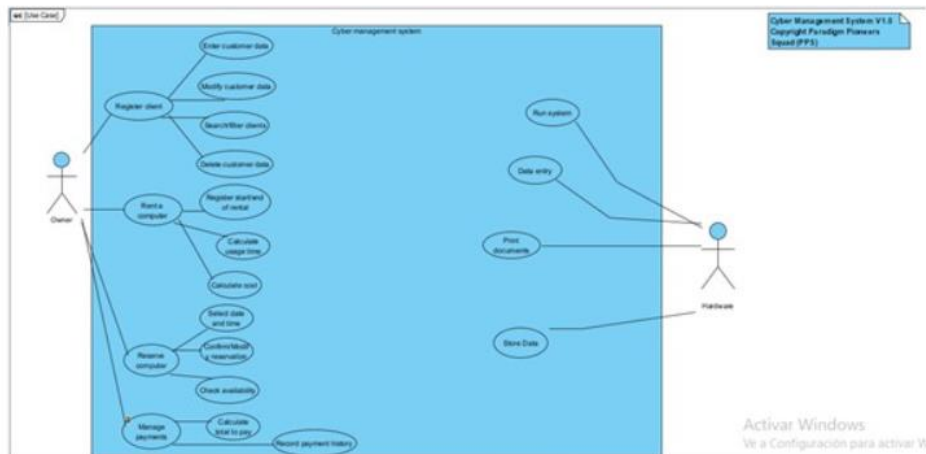 uc [Use Case]
Cyber management system
Cyber Management System V1.0
Copyright Paradigm Pioneers
Squad (PPS)
Enter customer data
Modify customer data
Register client
Search/filter clients
Delete customer data
Owner
Rent a
computer
Register start/end
of rental
Calculate
usage time
Calculate cost
Select date
and time
Confirm/Modif
y reservation
Reserve
computer
Check availability
Manage
payments
Calculate
total to pay
Record payment history
Run system
Data entry
Print
documents
Store Data
Hardware
Activar Windows
Ve a Configuración para activar W